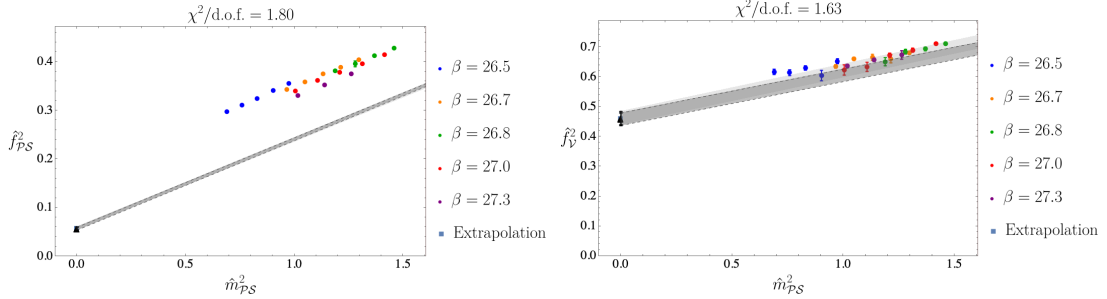 χ²/d.o.f. = 1.80
f̂²_PS
0.4
0.3
0.2
0.1
0.0
0.0 0.5 1.0 1.5
m̂²_PS
β = 26.5
β = 26.7
β = 26.8
β = 27.0
β = 27.3
Extrapolation
χ²/d.o.f. = 1.63
f̂²_V
0.7
0.6
0.5
0.4
0.3
0.2
0.1
0.0
0.0 0.5 1.0 1.5
m̂²_PS
β = 26.5
β = 26.7
β = 26.8
β = 27.0
β = 27.3
Extrapolation